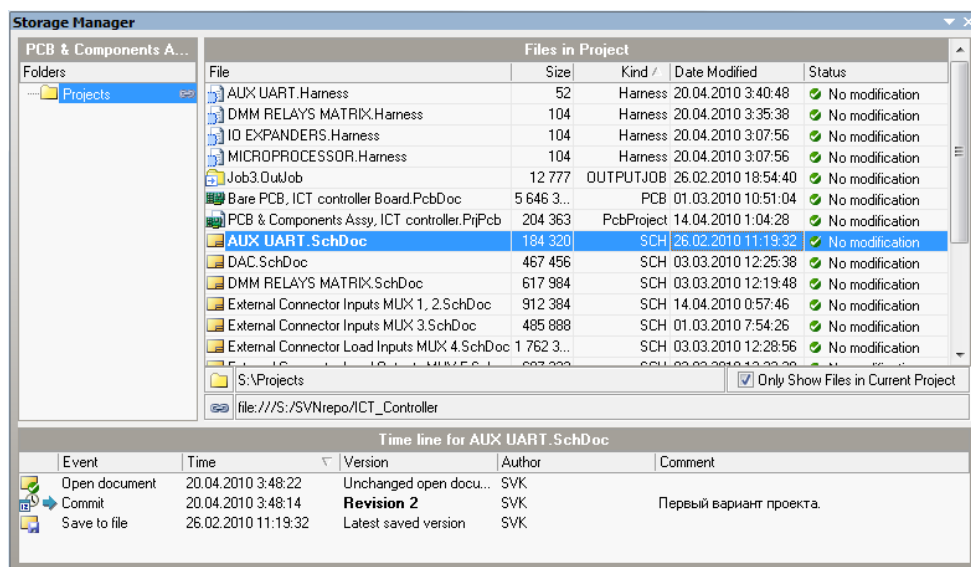 Storage Manager
PCB & Components A...
Files in Project
Folders
File Size Kind Date Modified Status
Projects
AUX UART.Harness 52 Harness 20.04.2010 3:40:48 No modification
DMM RELAYS MATRIX.Harness 104 Harness 20.04.2010 3:35:38 No modification
IO EXPANDERS.Harness 104 Harness 20.04.2010 3:07:56 No modification
MICROPROCESSOR.Harness 104 Harness 20.04.2010 3:07:56 No modification
Job3.OutJob 12 777 OUTPUTJOB 26.02.2010 18:54:40 No modification
Bare PCB, ICT controller Board.PcbDoc 5 646 3... PCB 01.03.2010 10:51:04 No modification
PCB & Components Assy, ICT controller.PrjPcb 204 363 PcbProject 14.04.2010 1:04:28 No modification
AUX UART.SchDoc 184 320 SCH 26.02.2010 11:19:32 No modification
DAC.SchDoc 467 456 SCH 03.03.2010 12:25:38 No modification
DMM RELAYS MATRIX.SchDoc 617 984 SCH 03.03.2010 12:19:48 No modification
External Connector Inputs MUX 1, 2.SchDoc 912 384 SCH 14.04.2010 0:57:46 No modification
External Connector Inputs MUX 3.SchDoc 485 888 SCH 01.03.2010 7:54:26 No modification
External Connector Load Inputs MUX 4.SchDoc 1 762 3... SCH 03.03.2010 12:28:56 No modification
S:\Projects
Only Show Files in Current Project
file:///S:/SVNrepo/ICT_Controller
Time line for AUX UART.SchDoc
Event Time Version Author Comment
Open document 20.04.2010 3:48:22 Unchanged open docu... SVK
Commit 20.04.2010 3:48:14 Revision 2 SVK Первый вариант проекта.
Save to file 26.02.2010 11:19:32 Latest saved version SVK